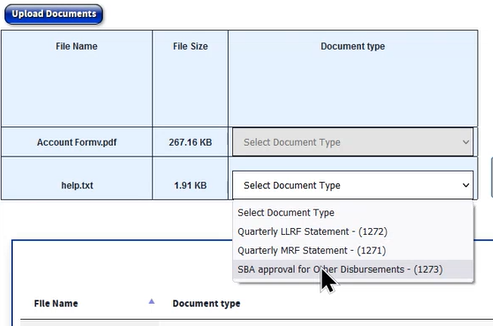 Upload Documents
File Name File Size Document type
Account Formv.pdf 267.16 KB Select Document Type
help.txt 1.91 KB Select Document Type
Select Document Type
Quarterly LLRF Statement - (1272)
Quarterly MRF Statement - (1271)
SBA approval for Other Disbursements - (1273)
File Name Document type